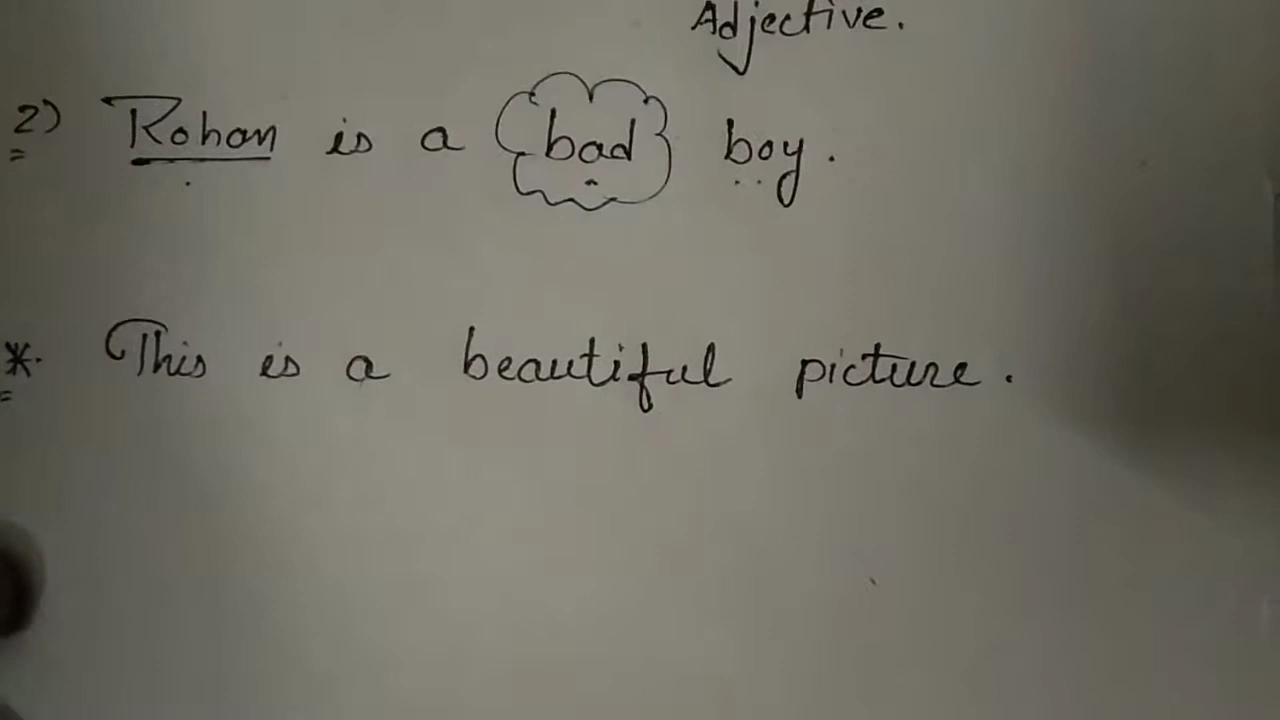 Adjective.
2) Rohan is a bad boy.
*. This is a beautiful picture.